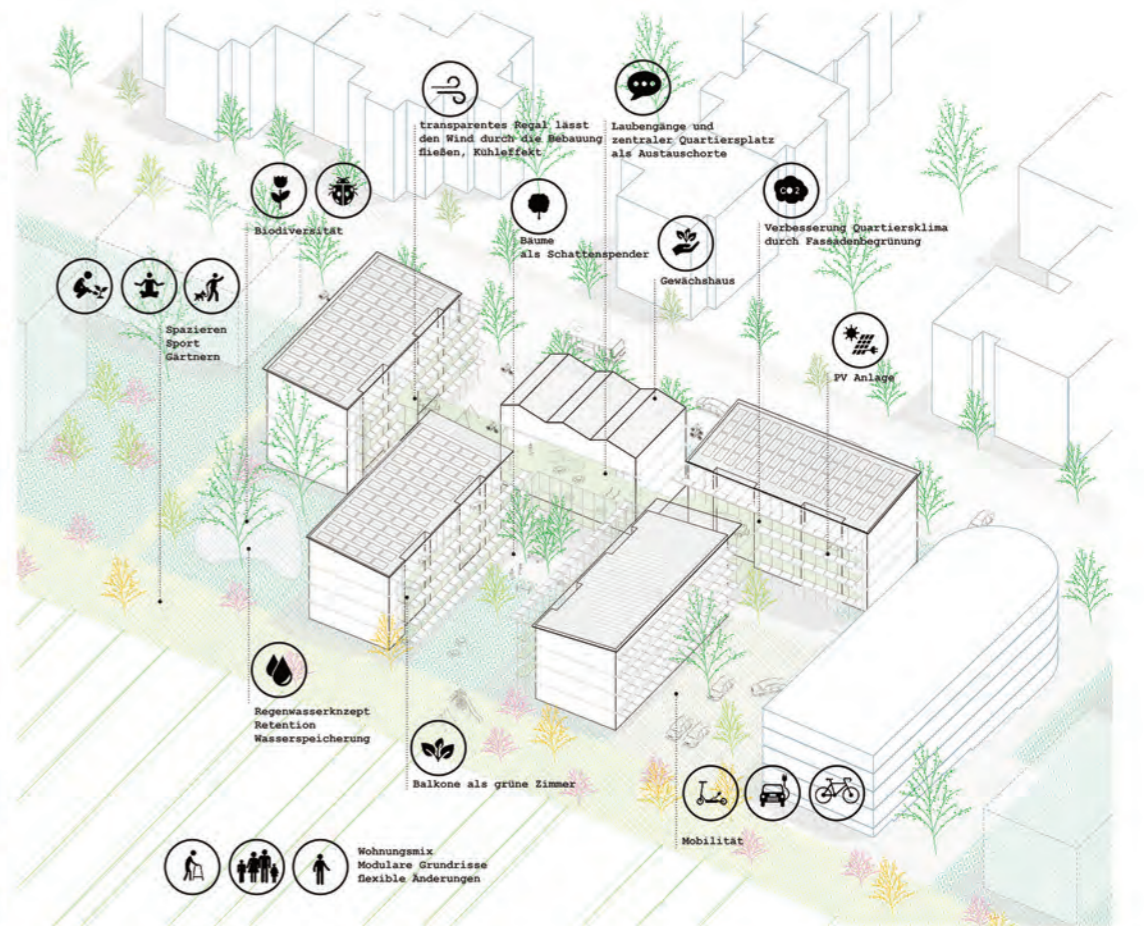 transparentes Regal lässt
den Wind durch die Bebauung
fließen, Kühleffekt
Laubengänge und
zentraler Quartiersplatz
als Austauschorte
Biodiversität
Bäume
als Schattenspender
CO2
Verbesserung Quartiersklima
durch Fassadenbegrünung
Gewächshaus
Spazieren
Sport
Gärtnern
PV Anlage
Regenwasserknzept
Retention
Wasserspeicherung
Balkone als grüne Zimmer
Mobilität
Wohnungsmix
Modulare Grundrisse
flexible Änderungen